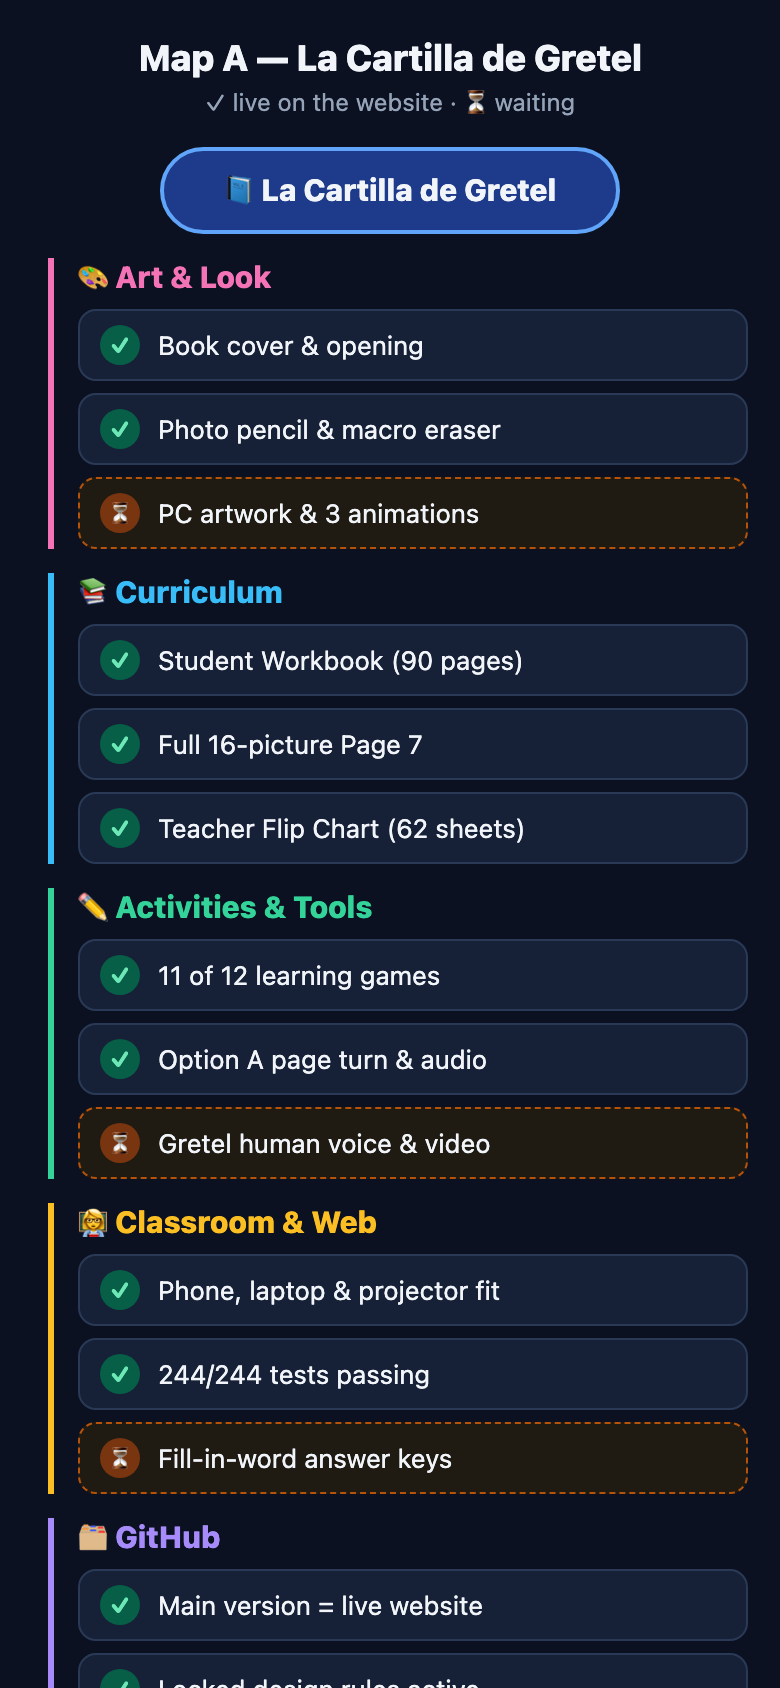 Map A — La Cartilla de Gretel
✓ live on the website · ⏳ waiting
📘 La Cartilla de Gretel
🎨 Art & Look
Book cover & opening
Photo pencil & macro eraser
PC artwork & 3 animations
📚 Curriculum
Student Workbook (90 pages)
Full 16-picture Page 7
Teacher Flip Chart (62 sheets)
✏️ Activities & Tools
11 of 12 learning games
Option A page turn & audio
Gretel human voice & video
👩‍🏫 Classroom & Web
Phone, laptop & projector fit
244/244 tests passing
Fill-in-word answer keys
🗂️ GitHub
Main version = live website
Locked design rules active